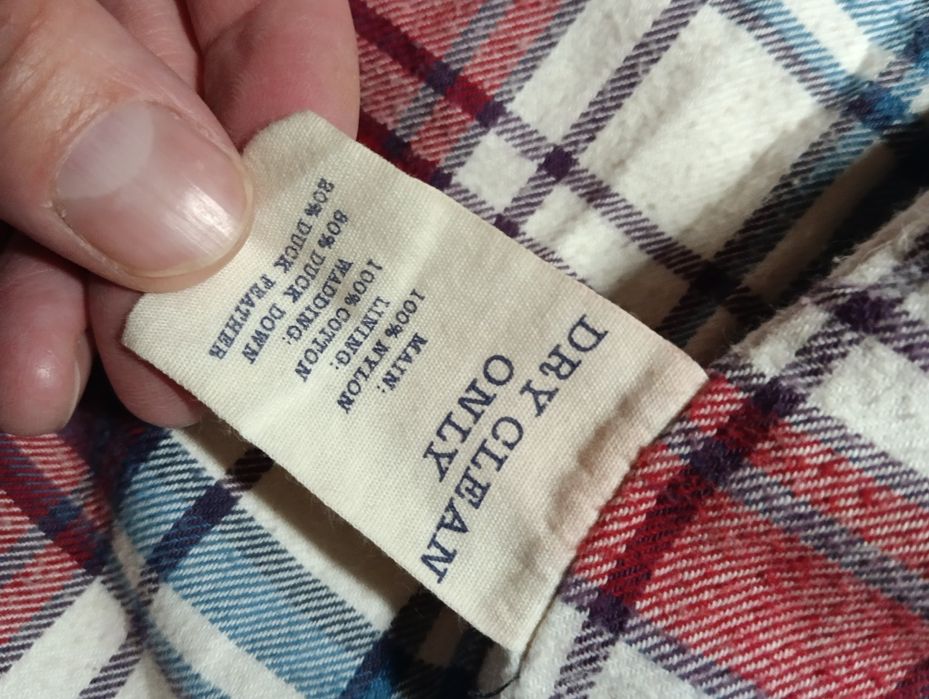 DRY CLEAN
ONLY
MAIN:
100% NYLON
LINING:
100% COTTON
WADDING:
80% DUCK DOWN
20% DUCK FEATHER